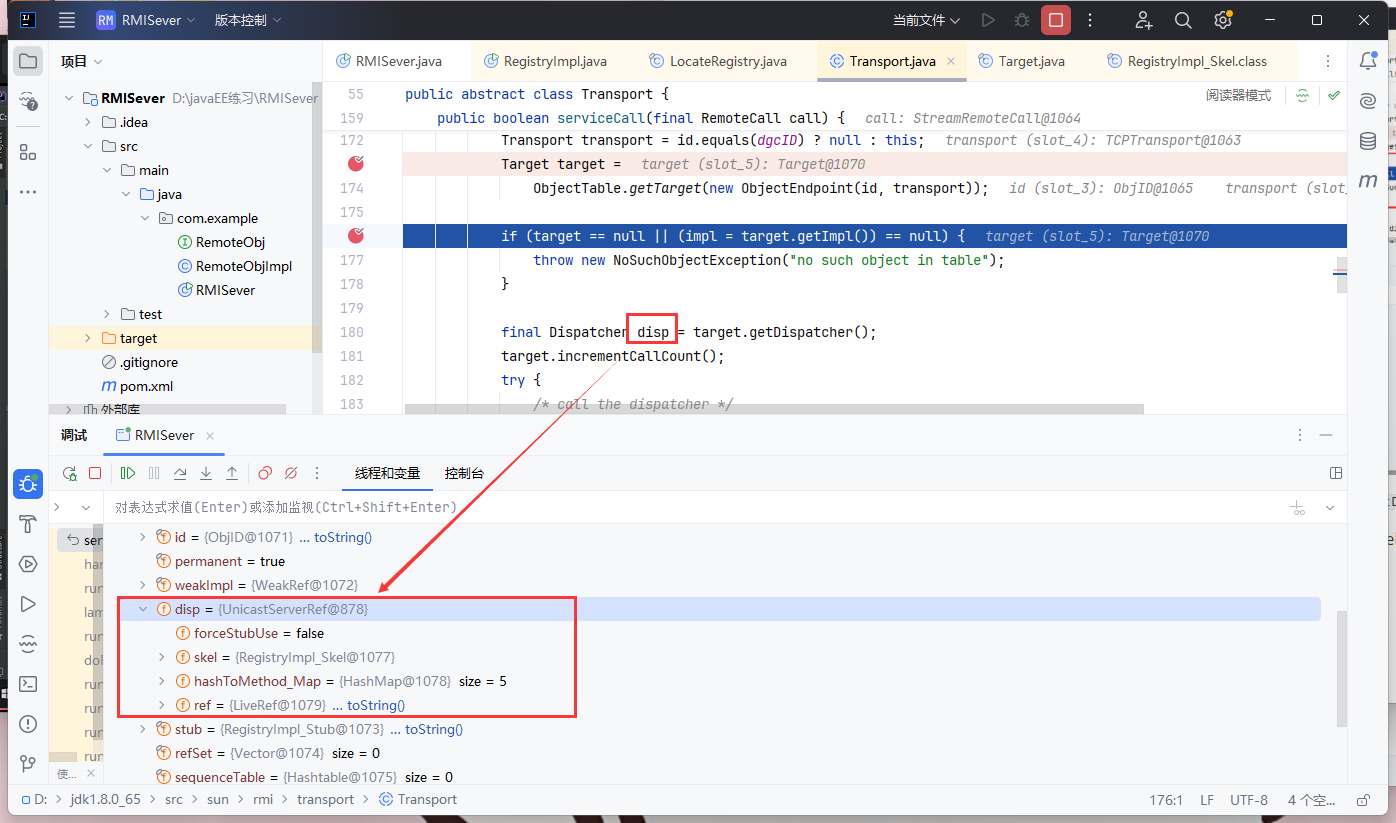 RM RMISever 版本控制 当前文件
项目
RMISever.java RegistryImpl.java LocateRegistry.java Transport.java Target.java RegistryImpl_Skel.class
RMISever D:\javaEE练习\RMISever
.idea
src
main
java
com.example
RemoteObj
RemoteObjImpl
RMISever
test
target
.gitignore
pom.xml
外部库
阅读器模式
55 public abstract class Transport {
159 public boolean serviceCall(final RemoteCall call) { call: StreamRemoteCall@1064
172 Transport transport = id.equals(dgcID) ? null : this; transport (slot_4): TCPTransport@1063
Target target = target (slot_5): Target@1070
174 ObjectTable.getTarget(new ObjectEndpoint(id, transport)); id (slot_3): ObjID@1065 transport (slot_
175
if (target == null || (impl = target.getImpl()) == null) { target (slot_5): Target@1070
177 throw new NoSuchObjectException("no such object in table");
178 }
179
180 final Dispatcher disp = target.getDispatcher();
181 target.incrementCallCount();
182 try {
183 /* call the dispatcher */
调试 RMISever
线程和变量 控制台
对表达式求值(Enter)或添加监视(Ctrl+Shift+Enter)
ser
har
run
lam
run
doI
run
run
run
run
使...
id = {ObjID@1071} ... toString()
permanent = true
weakImpl = {WeakRef@1072}
disp = {UnicastServerRef@878}
forceStubUse = false
skel = {RegistryImpl_Skel@1077}
hashToMethod_Map = {HashMap@1078} size = 5
ref = {LiveRef@1079} ... toString()
stub = {RegistryImpl_Stub@1073} ... toString()
refSet = {Vector@1074} size = 0
sequenceTable = {Hashtable@1075} size = 0
D: > jdk1.8.0_65 > src > sun > rmi > transport > Transport
176:1 LF UTF-8 4 个空...